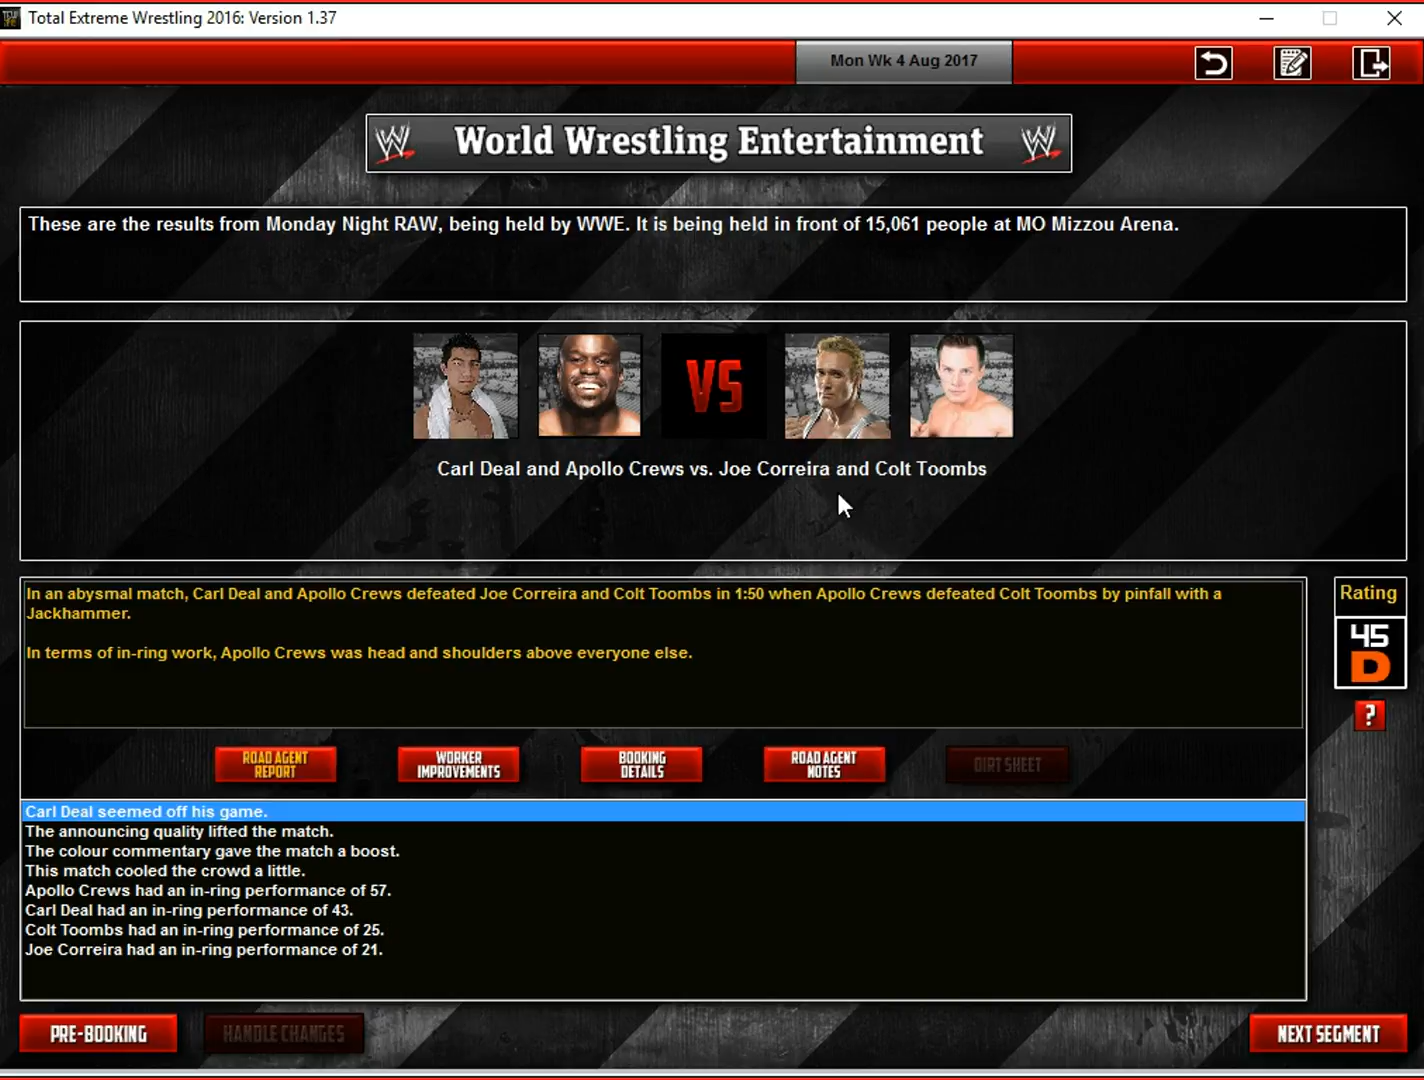 Total Extreme Wrestling 2016: Version 1.37
Mon Wk 4 Aug 2017
World Wrestling Entertainment
These are the results from Monday Night RAW, being held by WWE. It is being held in front of 15,061 people at MO Mizzou Arena.
VS
Carl Deal and Apollo Crews vs. Joe Correira and Colt Toombs
In an abysmal match, Carl Deal and Apollo Crews defeated Joe Correira and Colt Toombs in 1:50 when Apollo Crews defeated Colt Toombs by pinfall with a
Jackhammer.
In terms of in-ring work, Apollo Crews was head and shoulders above everyone else.
Rating
45
D
?
ROAD AGENT
REPORT
WORKER
IMPROVEMENTS
BOOKING
DETAILS
ROAD AGENT
NOTES
DIRT SHEET
Carl Deal seemed off his game.
The announcing quality lifted the match.
The colour commentary gave the match a boost.
This match cooled the crowd a little.
Apollo Crews had an in-ring performance of 57.
Carl Deal had an in-ring performance of 43.
Colt Toombs had an in-ring performance of 25.
Joe Correira had an in-ring performance of 21.
PRE-BOOKING
HANDLE CHANGES
NEXT SEGMENT